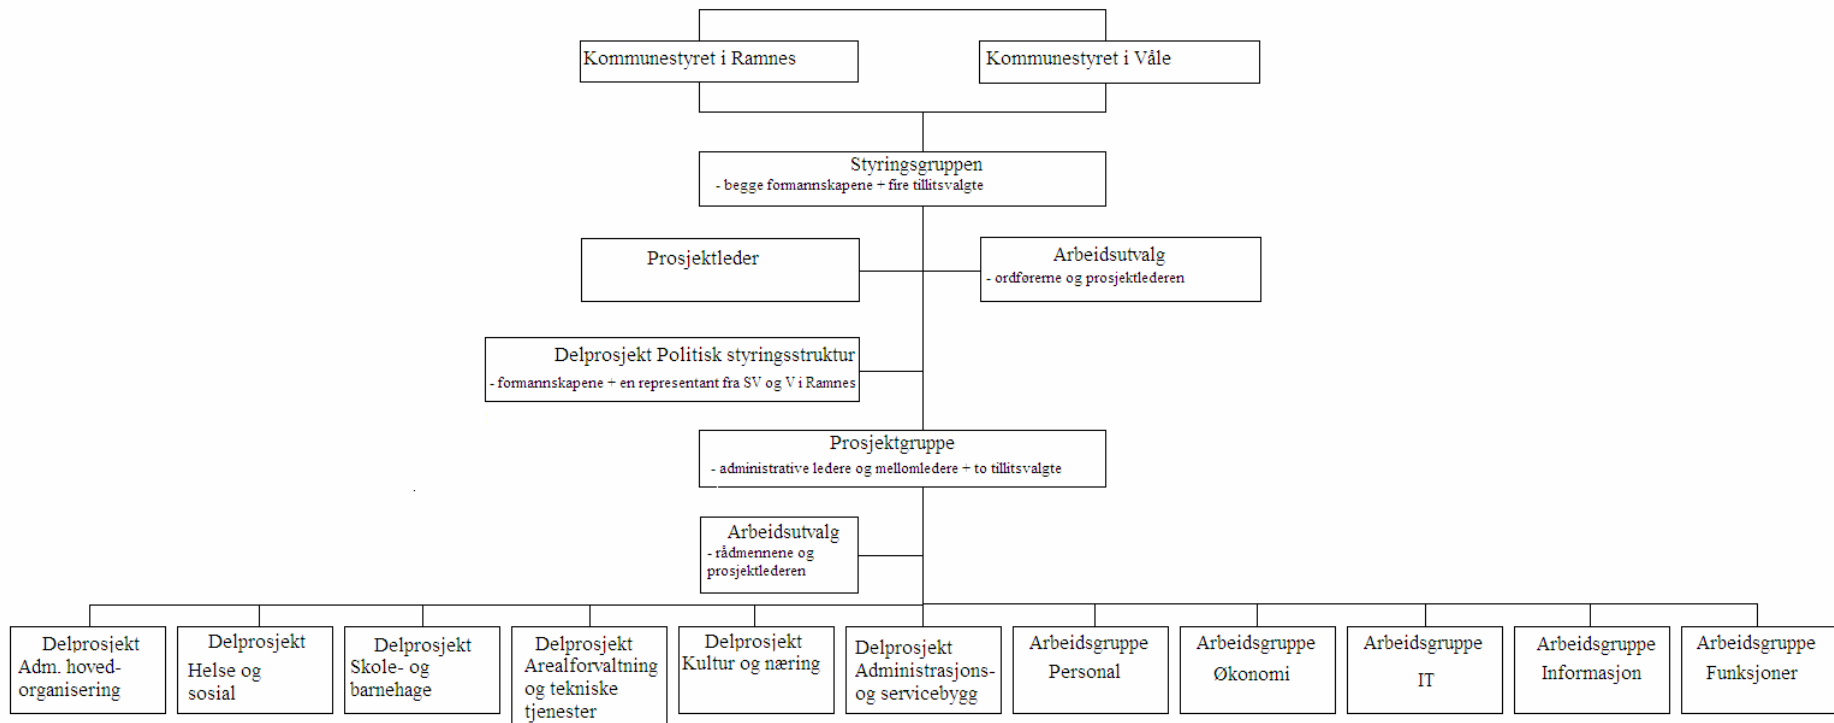 Kommunestyret i Ramnes
Kommunestyret i Våle
Styringsgruppen
- begge formannskapene + fire tillitsvalgte
Prosjektleder
Arbeidsutvalg
- ordførerne og prosjektlederen
Delprosjekt Politisk styringsstruktur
- formannskapene + en representant fra SV og V i Ramnes
Prosjektgruppe
- administrative ledere og mellomledere + to tillitsvalgte
Arbeidsutvalg
- rådmennene og
prosjektlederen
Delprosjekt
Adm. hoved-
organisering
Delprosjekt
Helse og
sosial
Delprosjekt
Skole- og
barnehage
Delprosjekt
Arealforvaltning
og tekniske
tjenester
Delprosjekt
Kultur og næring
Delprosjekt
Administrasjons-
og servicebygg
Arbeidsgruppe
Personal
Arbeidsgruppe
Økonomi
Arbeidsgruppe
IT
Arbeidsgruppe
Informasjon
Arbeidsgruppe
Funksjoner